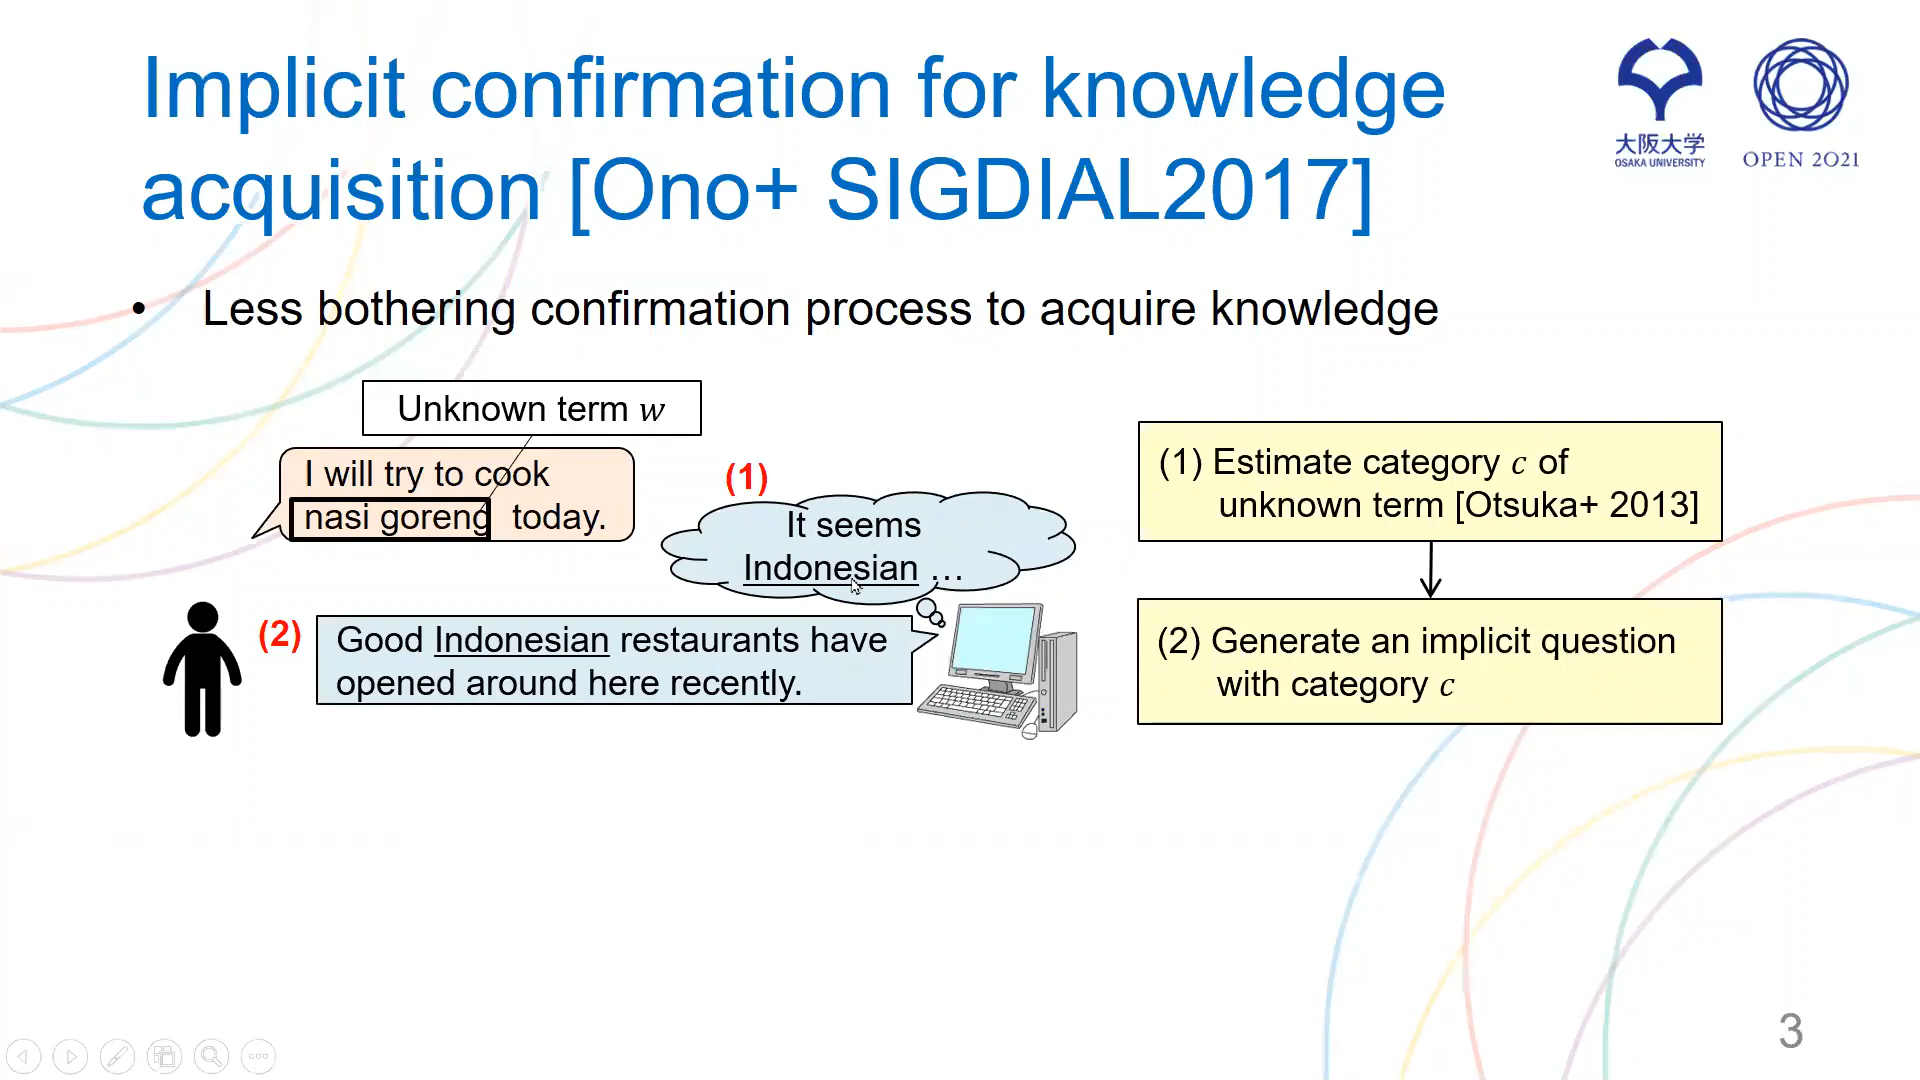 Implicit confirmation for knowledge
acquisition [Ono+ SIGDIAL2017]
大阪大学
OSAKA UNIVERSITY
OPEN 2021
• Less bothering confirmation process to acquire knowledge
Unknown term w
I will try to cook
nasi goreng today.
(1)
It seems
Indonesian ...
(2)
Good Indonesian restaurants have
opened around here recently.
(1) Estimate category c of
unknown term [Otsuka+ 2013]
(2) Generate an implicit question
with category c
3